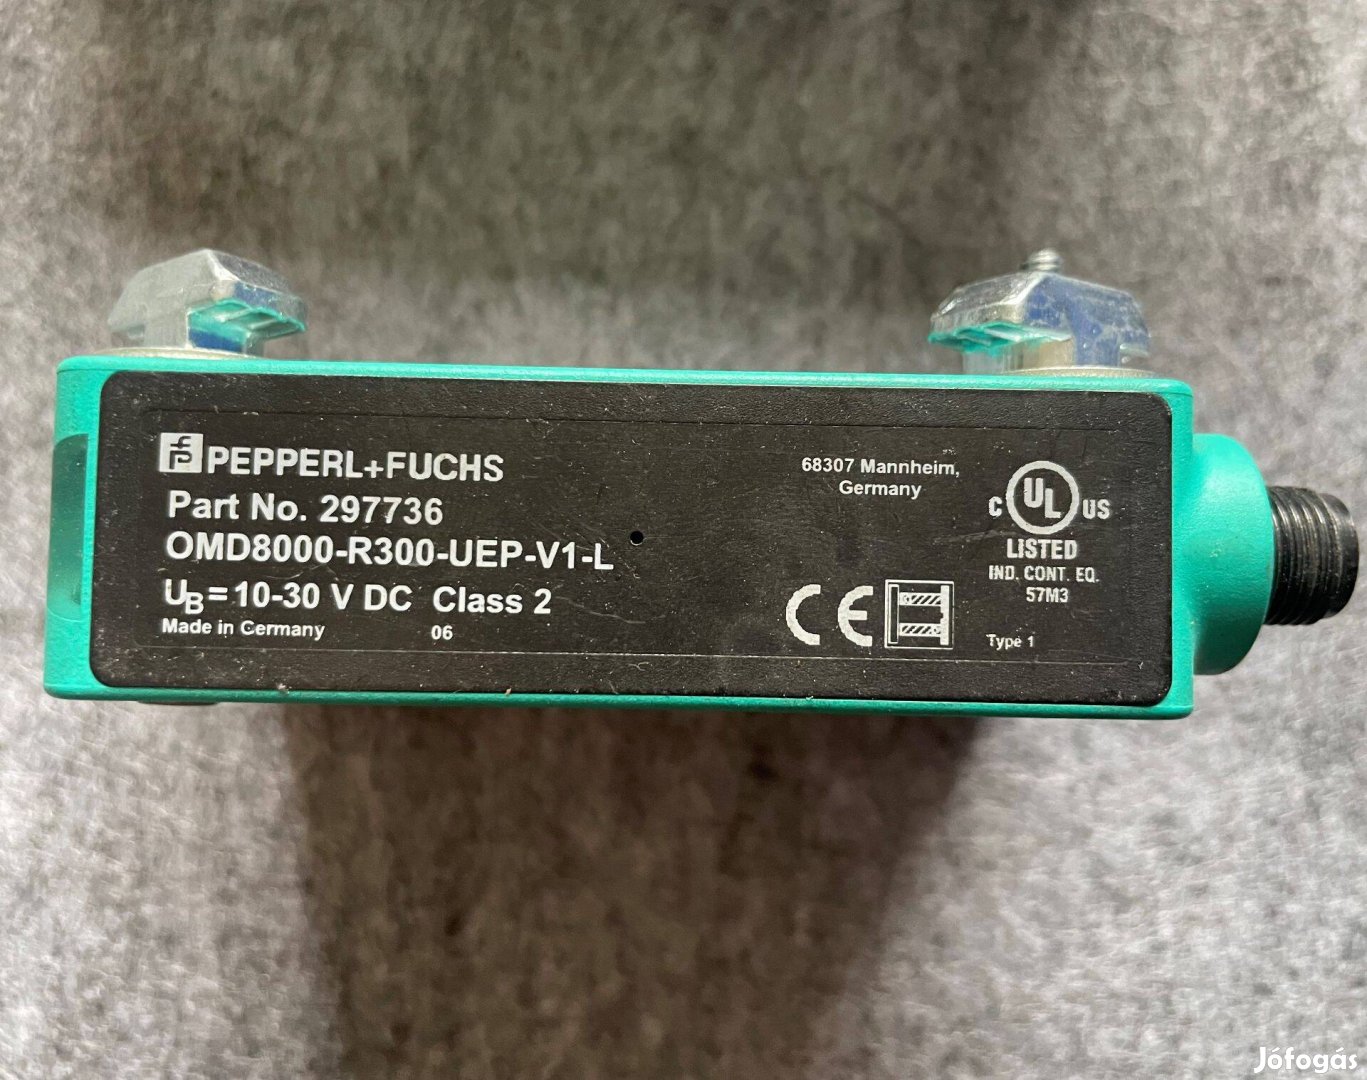 PEPPERL+FUCHS
Part No. 297736
OMD8000-R300-UEP-V1-L
UB=10-30 V DC Class 2
Made in Germany 06
68307 Mannheim,
Germany
C UL US
LISTED
IND. CONT. EQ.
57M3
CE
Type 1
Jófogás